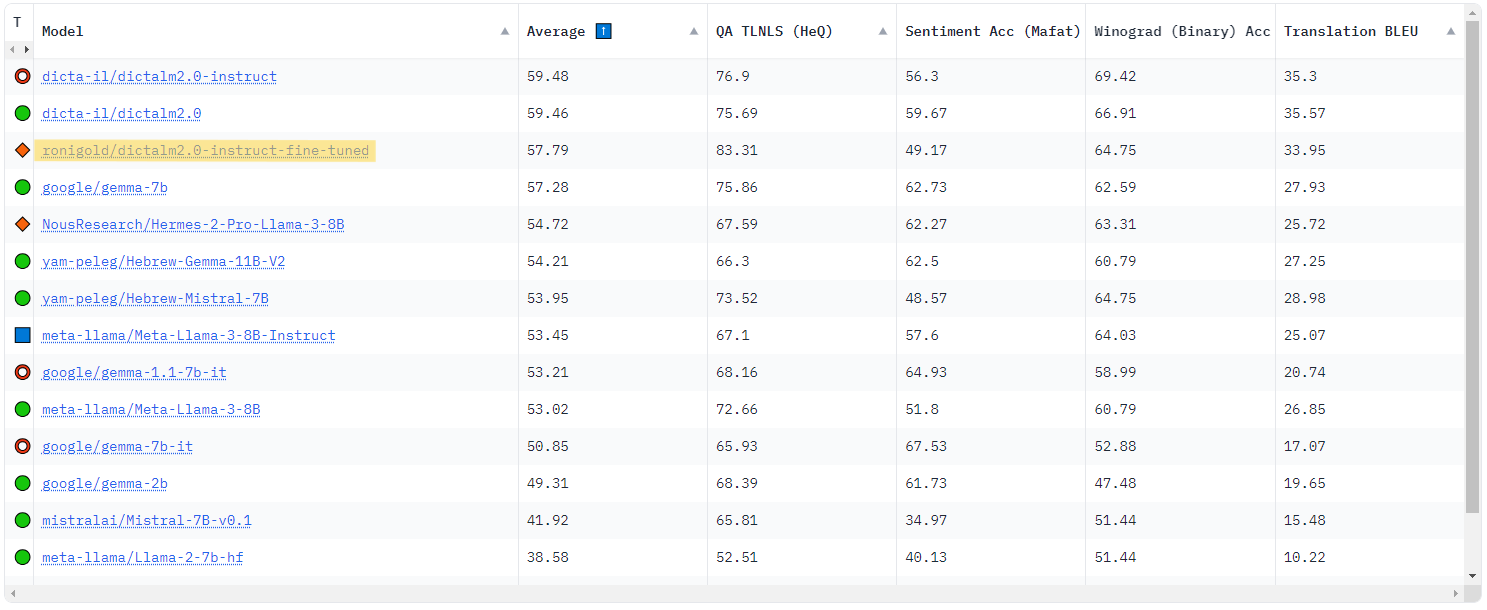 T Model Average ↑ QA TLNLS (HeQ) Sentiment Acc (Mafat) Winograd (Binary) Acc Translation BLEU
dicta-il/dictalm2.0-instruct 59.48 76.9 56.3 69.42 35.3
dicta-il/dictalm2.0 59.46 75.69 59.67 66.91 35.57
ronigold/dictalm2.0-instruct-fine-tuned 57.79 83.31 49.17 64.75 33.95
google/gemma-7b 57.28 75.86 62.73 62.59 27.93
NousResearch/Hermes-2-Pro-Llama-3-8B 54.72 67.59 62.27 63.31 25.72
yam-peleg/Hebrew-Gemma-11B-V2 54.21 66.3 62.5 60.79 27.25
yam-peleg/Hebrew-Mistral-7B 53.95 73.52 48.57 64.75 28.98
meta-llama/Meta-Llama-3-8B-Instruct 53.45 67.1 57.6 64.03 25.07
google/gemma-1.1-7b-it 53.21 68.16 64.93 58.99 20.74
meta-llama/Meta-Llama-3-8B 53.02 72.66 51.8 60.79 26.85
google/gemma-7b-it 50.85 65.93 67.53 52.88 17.07
google/gemma-2b 49.31 68.39 61.73 47.48 19.65
mistralai/Mistral-7B-v0.1 41.92 65.81 34.97 51.44 15.48
meta-llama/Llama-2-7b-hf 38.58 52.51 40.13 51.44 10.22